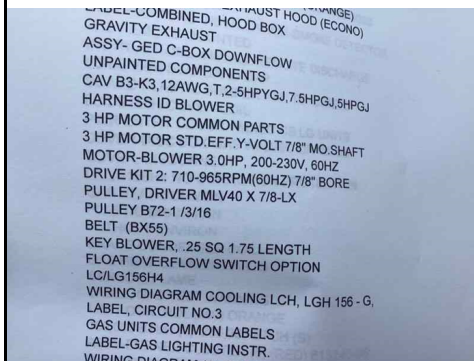 EXHAUST HOOD (ECONO)
LABEL-COMBINED, HOOD BOX
GRAVITY EXHAUST
ASSY- GED C-BOX DOWNFLOW
UNPAINTED COMPONENTS
CAV B3-K3,12AWG,T,2-5HPYGJ,7.5HPGJ,5HPGJ
HARNESS ID BLOWER
3 HP MOTOR COMMON PARTS
3 HP MOTOR STD.EFF.Y-VOLT 7/8" MO.SHAFT
MOTOR-BLOWER 3.0HP, 200-230V, 60HZ
DRIVE KIT 2: 710-965RPM(60HZ) 7/8" BORE
PULLEY, DRIVER MLV40 X 7/8-LX
PULLEY B72-1 /3/16
BELT (BX55)
KEY BLOWER, .25 SQ 1.75 LENGTH
FLOAT OVERFLOW SWITCH OPTION
LC/LG156H4
WIRING DIAGRAM COOLING LCH, LGH 156 - G,
LABEL, CIRCUIT NO.3
GAS UNITS COMMON LABELS
LABEL-GAS LIGHTING INSTR.
WIRING DIAGRAM